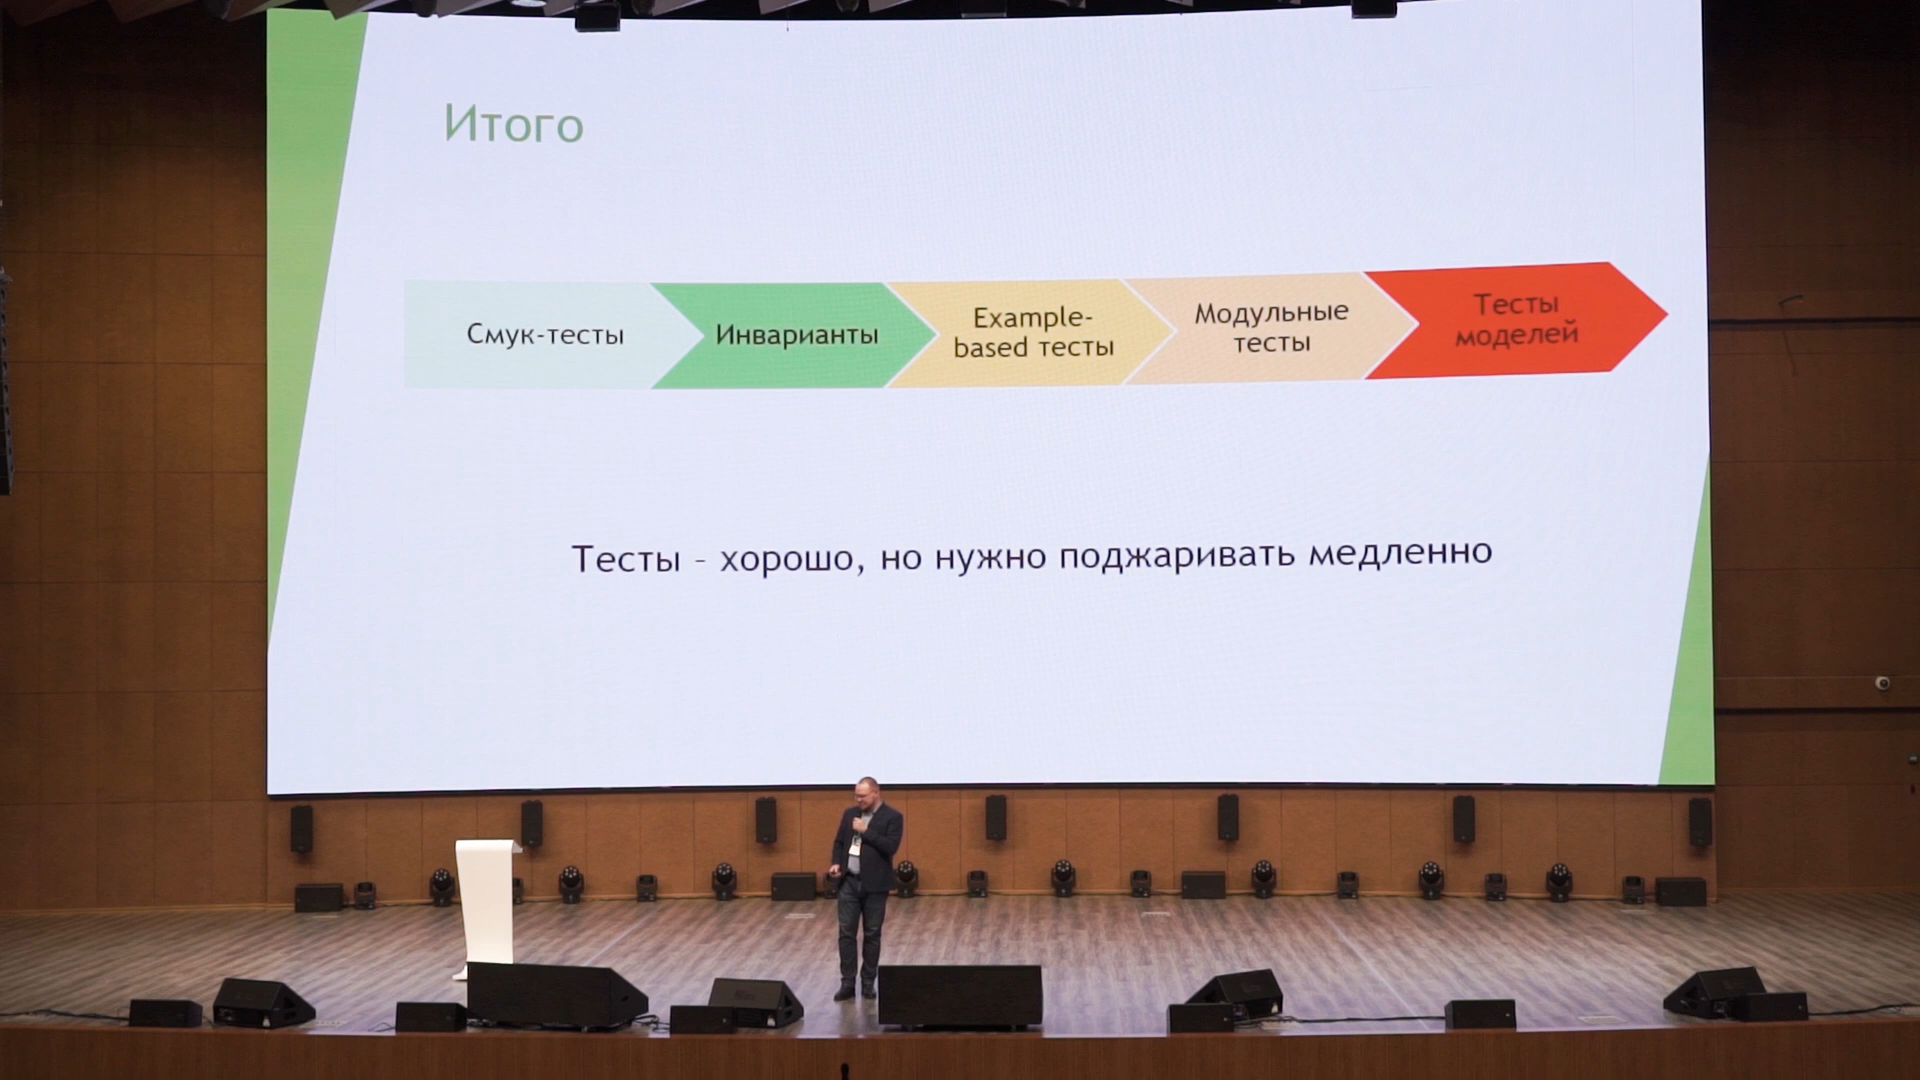 Итого
Смук-тесты
Инварианты
Example-
based тесты
Модульные
тесты
Тесты
моделей
Тесты - хорошо, но нужно поджаривать медленно